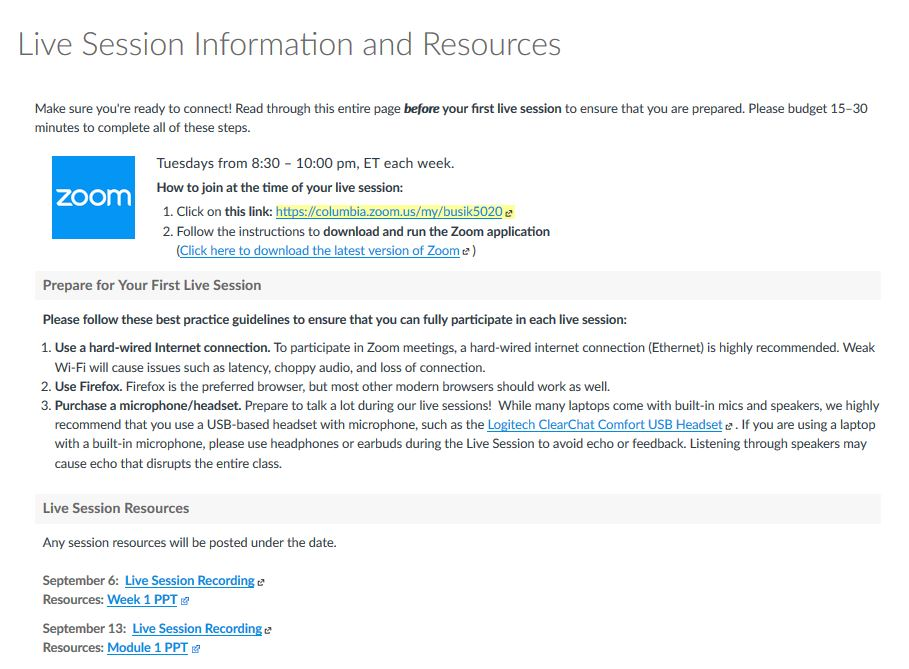 Live Session Information and Resources
Make sure you're ready to connect! Read through this entire page before your first live session to ensure that you are prepared. Please budget 15–30
minutes to complete all of these steps.
zoom
Tuesdays from 8:30 – 10:00 pm, ET each week.
How to join at the time of your live session:
1. Click on this link: https://columbia.zoom.us/my/busik5020
2. Follow the instructions to download and run the Zoom application
(Click here to download the latest version of Zoom )
Prepare for Your First Live Session
Please follow these best practice guidelines to ensure that you can fully participate in each live session:
1. Use a hard-wired Internet connection. To participate in Zoom meetings, a hard-wired internet connection (Ethernet) is highly recommended. Weak
Wi-Fi will cause issues such as latency, choppy audio, and loss of connection.
2. Use Firefox. Firefox is the preferred browser, but most other modern browsers should work as well.
3. Purchase a microphone/headset. Prepare to talk a lot during our live sessions! While many laptops come with built-in mics and speakers, we highly
recommend that you use a USB-based headset with microphone, such as the Logitech ClearChat Comfort USB Headset . If you are using a laptop
with a built-in microphone, please use headphones or earbuds during the Live Session to avoid echo or feedback. Listening through speakers may
cause echo that disrupts the entire class.
Live Session Resources
Any session resources will be posted under the date.
September 6: Live Session Recording
Resources: Week 1 PPT
September 13: Live Session Recording
Resources: Module 1 PPT